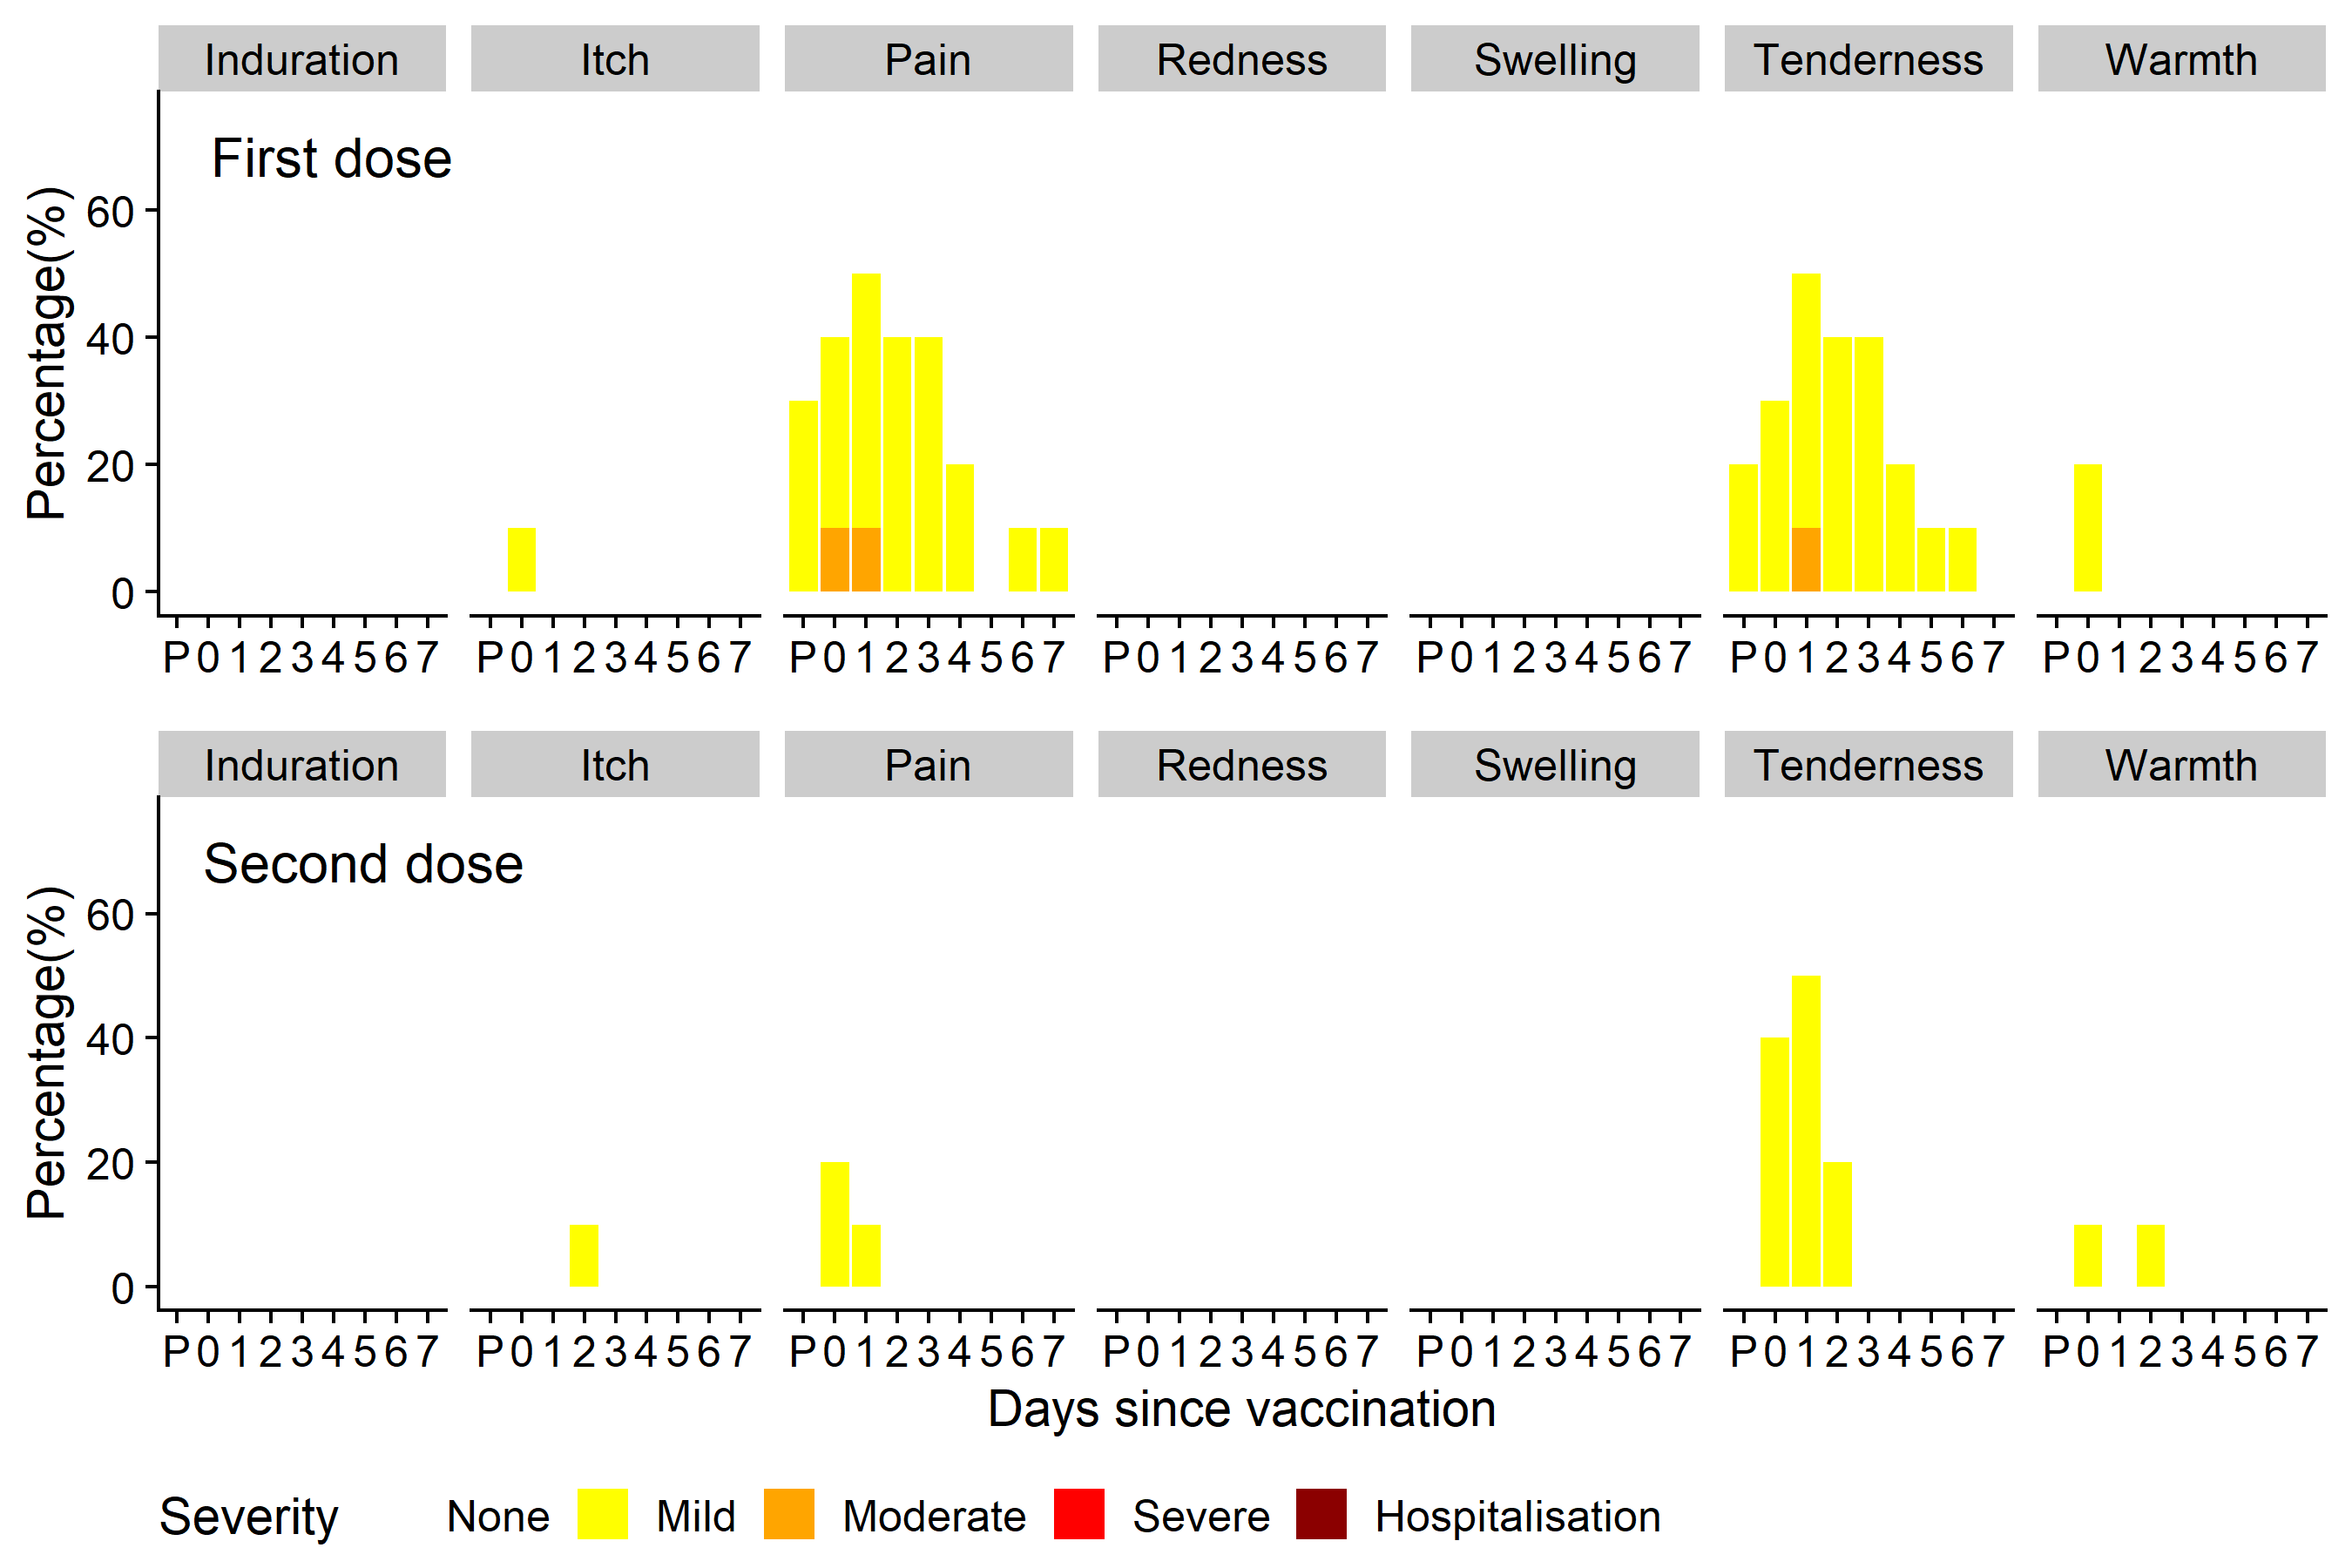 Induration Itch Pain Redness Swelling Tenderness Warmth
First dose
Percentage(%)
60
40
20
0
P 0 1 2 3 4 5 6 7 P 0 1 2 3 4 5 6 7 P 0 1 2 3 4 5 6 7 P 0 1 2 3 4 5 6 7 P 0 1 2 3 4 5 6 7 P 0 1 2 3 4 5 6 7 P 0 1 2 3 4 5 6 7
Induration Itch Pain Redness Swelling Tenderness Warmth
Second dose
Percentage(%)
60
40
20
0
P 0 1 2 3 4 5 6 7 P 0 1 2 3 4 5 6 7 P 0 1 2 3 4 5 6 7 P 0 1 2 3 4 5 6 7 P 0 1 2 3 4 5 6 7 P 0 1 2 3 4 5 6 7 P 0 1 2 3 4 5 6 7
Days since vaccination
Severity None Mild Moderate Severe Hospitalisation